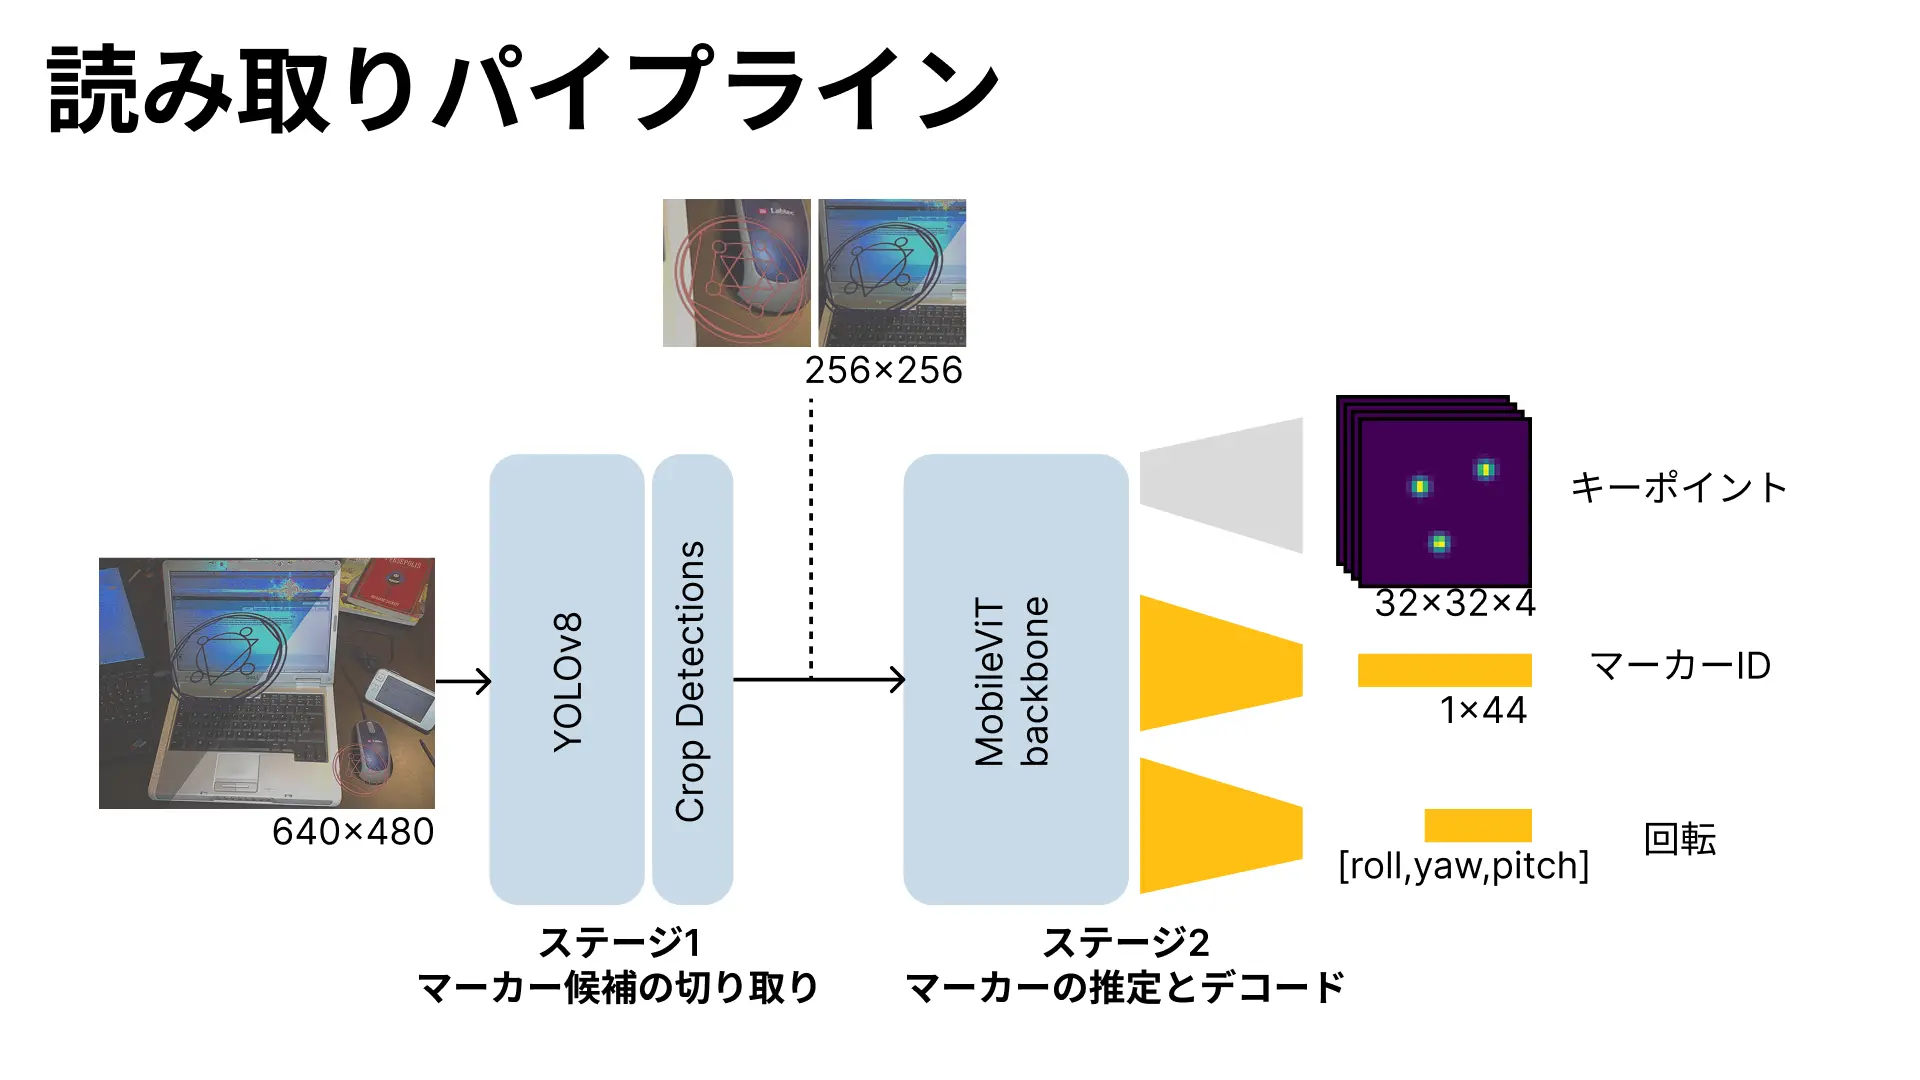 読み取りパイプライン
Labtec
256×256
640×480
YOLOv8
Crop Detections
MobileViT
backbone
キーポイント
32×32×4
マーカーID
1×44
回転
[roll,yaw,pitch]
ステージ1
マーカー候補の切り取り
ステージ2
マーカーの推定とデコード
PERSEPOLIS